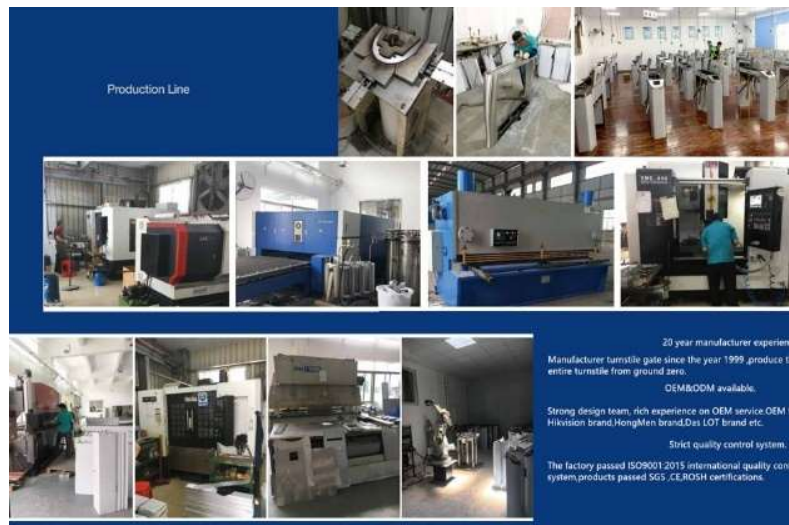 Production Line
VMC
20 year manufacturer
Manufacturer turnstile gate since the year 1999 ,produce
entire turnstile from ground zero.
OEM&ODM available.
Strong design team, rich experience on OEM service.OEM
Hikvision brand,HongMen brand,Das LOT brand etc.
Strict quality control system.
The factory passed ISO9001:2015 international quality
system,products passed SGS ,CE,ROSH certifications.